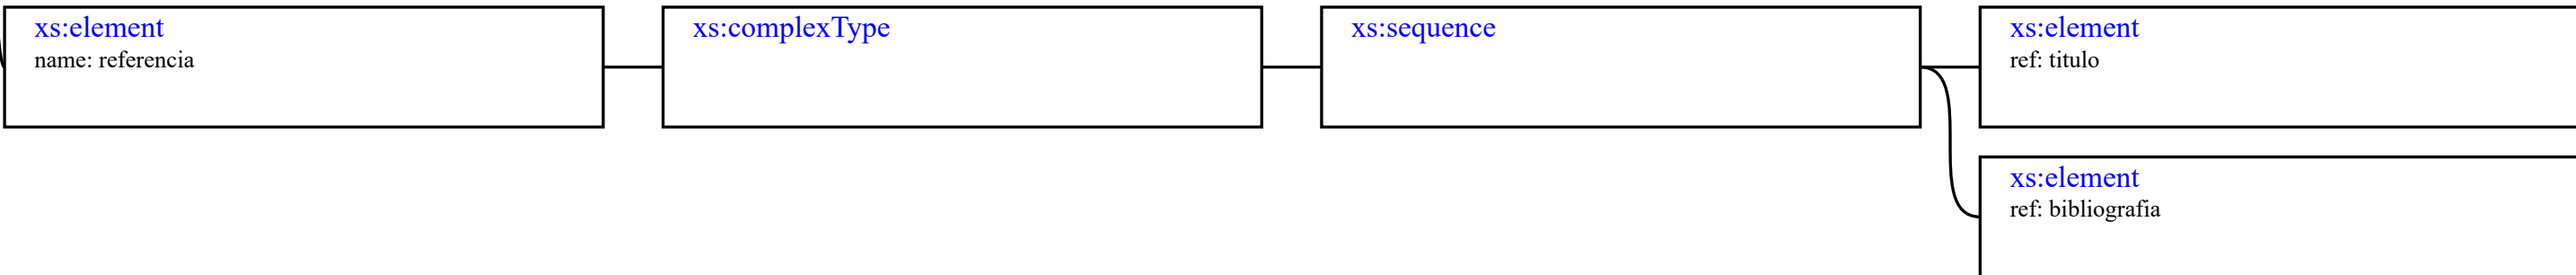 xs:element
name: referencia
xs:complexType
xs:sequence
xs:element
ref: titulo
xs:element
ref: bibliografia